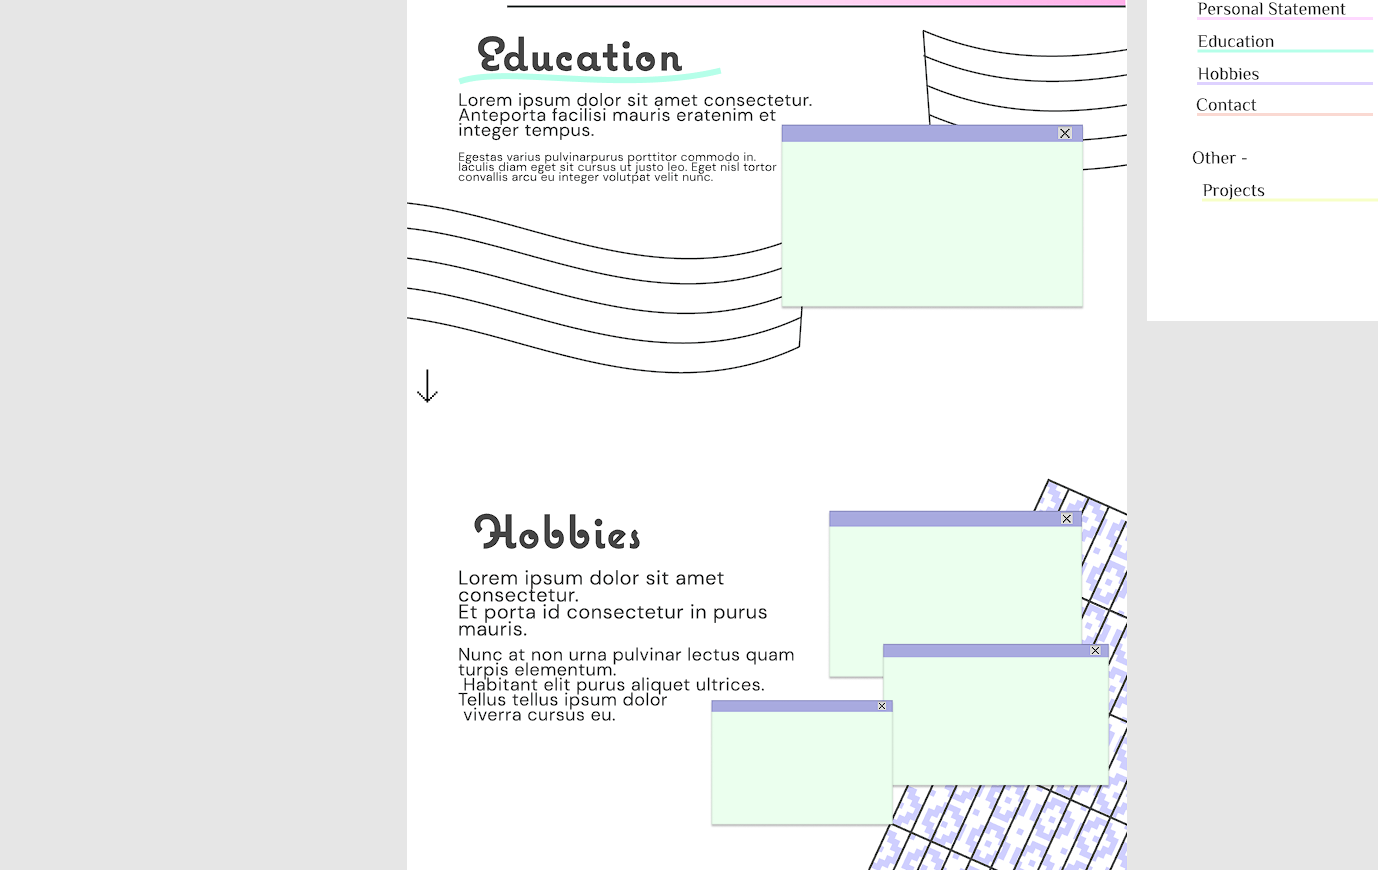 Education
Lorem ipsum dolor sit amet consectetur.
Anteporta facilisi mauris eratenim et
integer tempus.
Egestas varius pulvinarpurus porttitor commodo in.
Iaculis diam eget sit cursus ut justo leo. Eget nisl tortor
convallis arcu eu integer volutpat velit nunc.
Hobbies
Lorem ipsum dolor sit amet
consectetur.
Et porta id consectetur in purus
mauris.
Nunc at non urna pulvinar lectus quam
turpis elementum.
Habitant elit purus aliquet ultrices.
Tellus tellus ipsum dolor
viverra cursus eu.
Personal Statement
Education
Hobbies
Contact
Other -
Projects